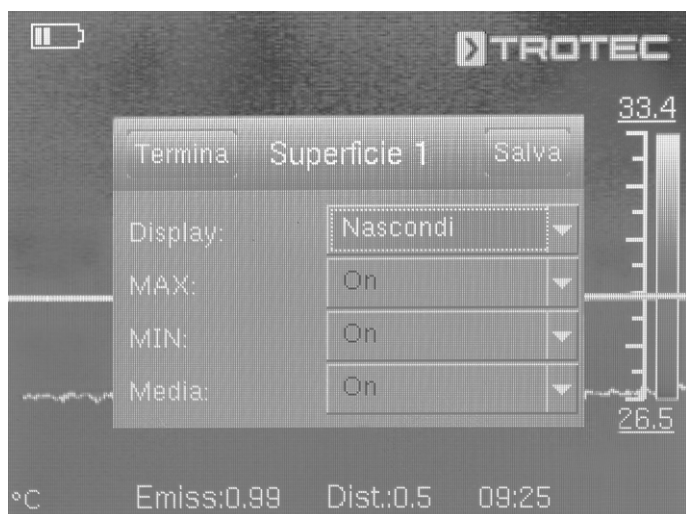 TROTEC
33.4
Termina Superficie 1 Salva
Display: Nascondi
MAX: On
MIN: On
Media: On
26.5
°C Emiss:0.99 Dist.:0.5 09:25